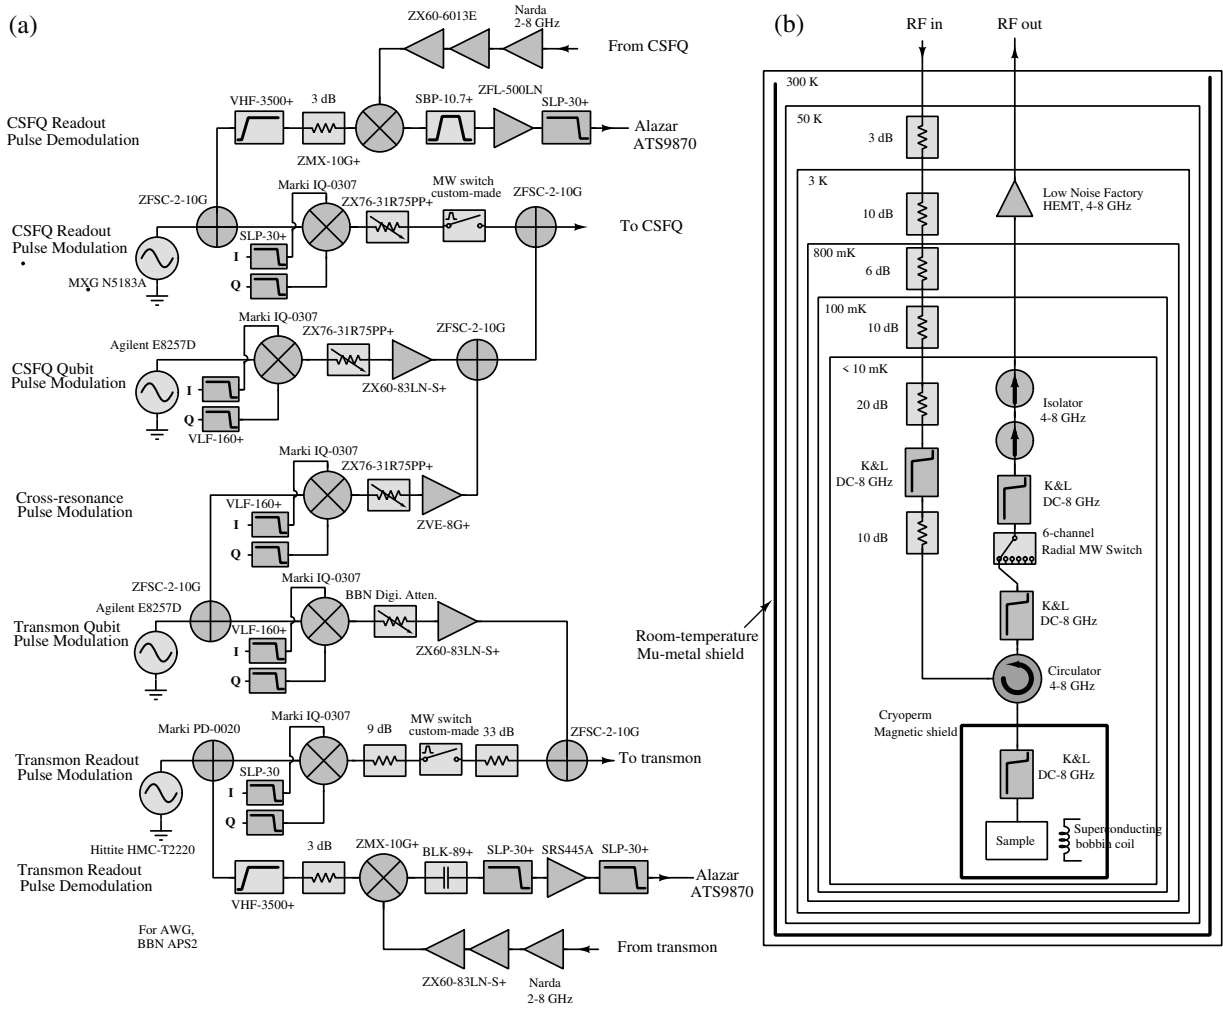 (a)
ZX60-6013E
Narda
2-8 GHz
From CSFQ
VHF-3500+
3 dB
SBP-10.7+
ZFL-500LN
SLP-30+
CSFQ Readout
Pulse Demodulation
Alazar
ATS9870
ZMX-10G+
Marki IQ-0307
MW switch
custom-made
ZFSC-2-10G
ZFSC-2-10G
ZX76-31R75PP+
CSFQ Readout
Pulse Modulation
SLP-30+
To CSFQ
I
Q
MXG N5183A
Marki IQ-0307
ZX76-31R75PP+
ZFSC-2-10G
Agilent E8257D
CSFQ Qubit
Pulse Modulation
I
ZX60-83LN-S+
Q
VLF-160+
Marki IQ-0307
ZX76-31R75PP+
Cross-resonance
Pulse Modulation
VLF-160+
I
ZVE-8G+
Q
ZFSC-2-10G
Marki IQ-0307
BBN Digi. Atten.
Agilent E8257D
Transmon Qubit
Pulse Modulation
VLF-160+
I
ZX60-83LN-S+
Q
Marki PD-0020
Marki IQ-0307
9 dB
MW switch
custom-made
33 dB
ZFSC-2-10G
Transmon Readout
Pulse Modulation
SLP-30
To transmon
I
Q
Hittite HMC-T2220
3 dB
ZMX-10G+
BLK-89+
SLP-30+
SRS445A
SLP-30+
Transmon Readout
Pulse Demodulation
Alazar
ATS9870
VHF-3500+
For AWG,
BBN APS2
From transmon
ZX60-83LN-S+
Narda
2-8 GHz
(b)
RF in
RF out
300 K
50 K
3 dB
3 K
10 dB
Low Noise Factory
HEMT, 4-8 GHz
800 mK
6 dB
100 mK
10 dB
< 10 mK
20 dB
Isolator
4-8 GHz
K&L
DC-8 GHz
K&L
DC-8 GHz
10 dB
6-channel
Radial MW Switch
K&L
DC-8 GHz
Room-temperature
Mu-metal shield
Circulator
4-8 GHz
Cryoperm
Magnetic shield
K&L
DC-8 GHz
Sample
Superconducting
bobbin coil